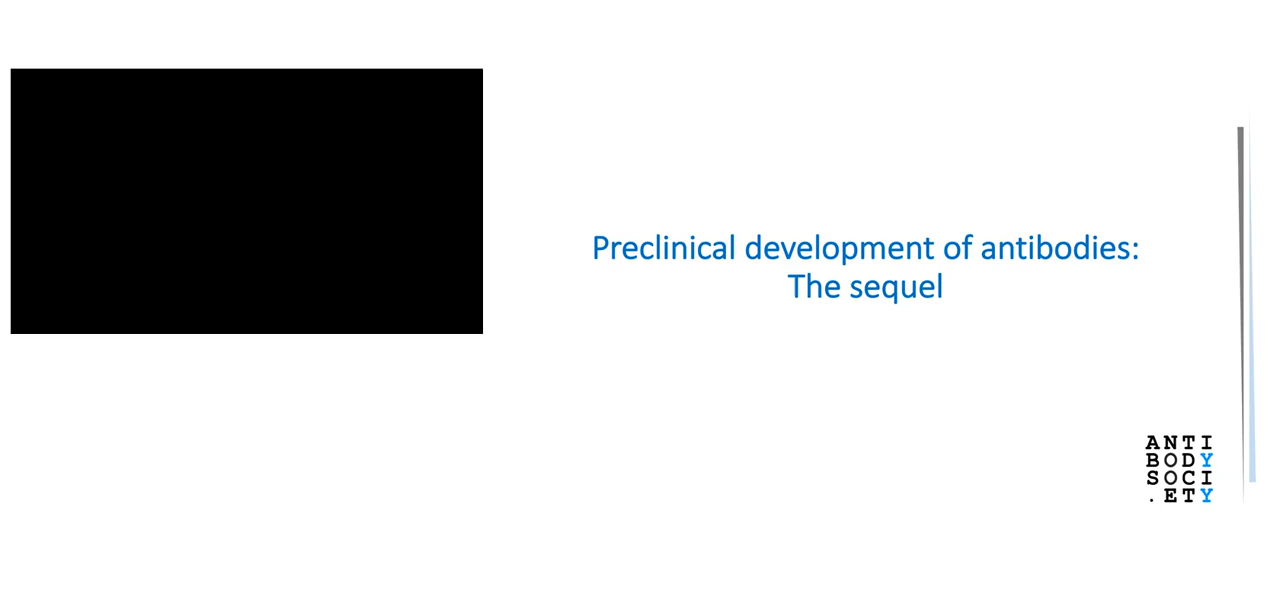 Preclinical development of antibodies:
The sequel
ANTI
BODY
SOCI
.ETY